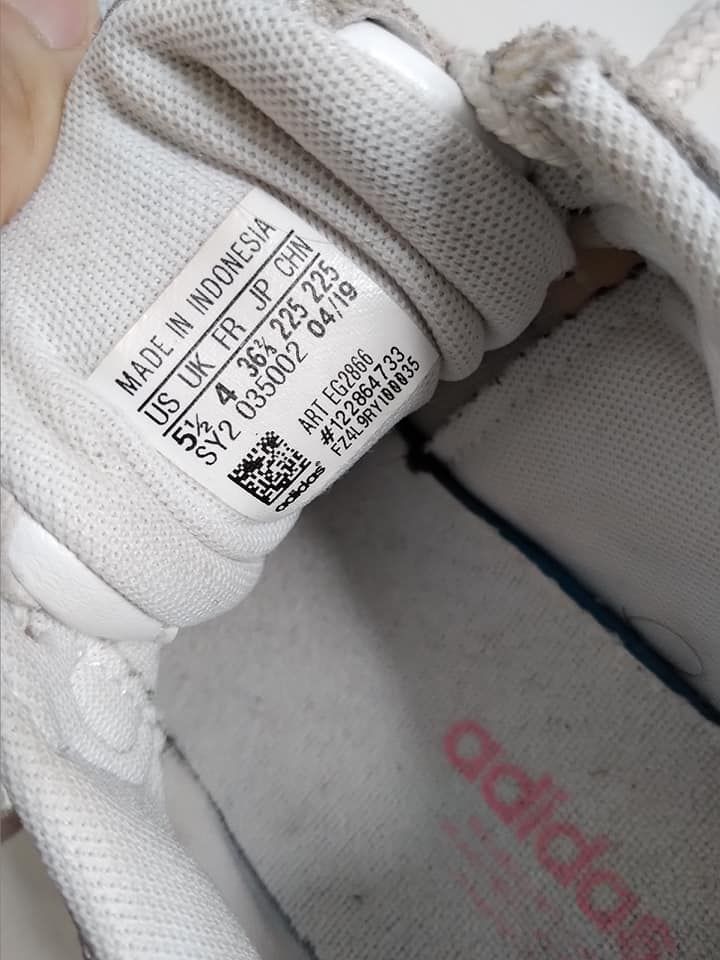 MADE IN INDONESIA
US UK FR JP CHN
5½ 4 36⅔ 225 225
SY2 035002 04/19
ART EG2866
#122864733
FZ4L9RYI00035
adidas®
adidas